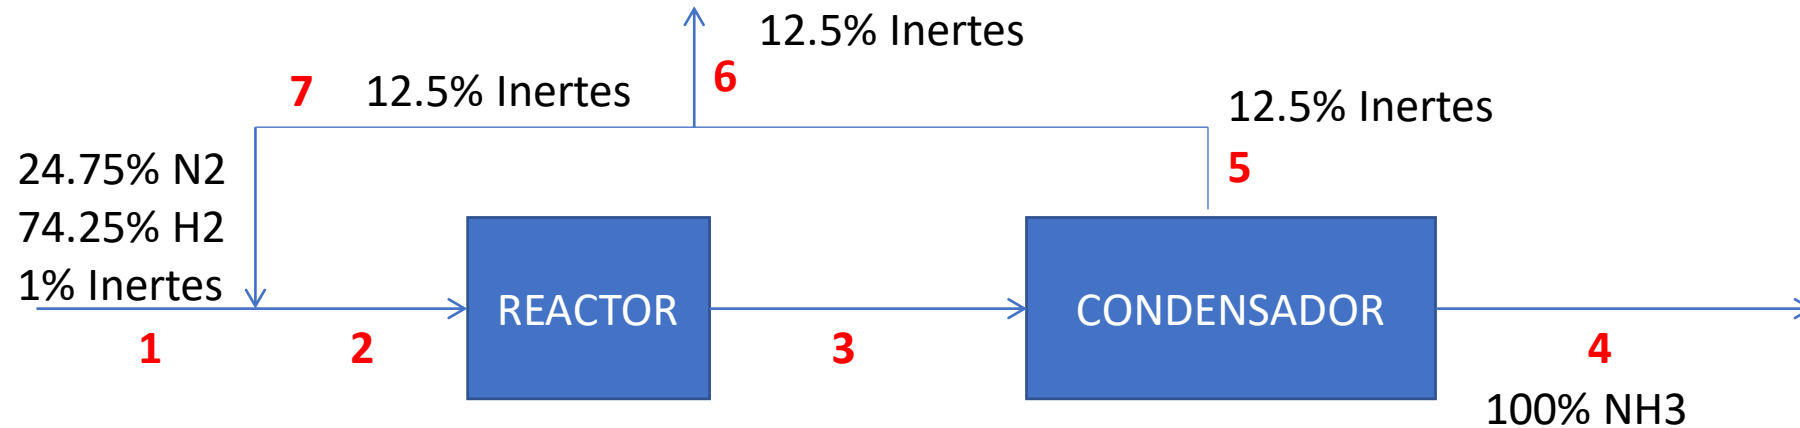 12.5% Inertes
6
7
12.5% Inertes
12.5% Inertes
5
24.75% N2
74.25% H2
1% Inertes
REACTOR
CONDENSADOR
1
2
3
4
100% NH3